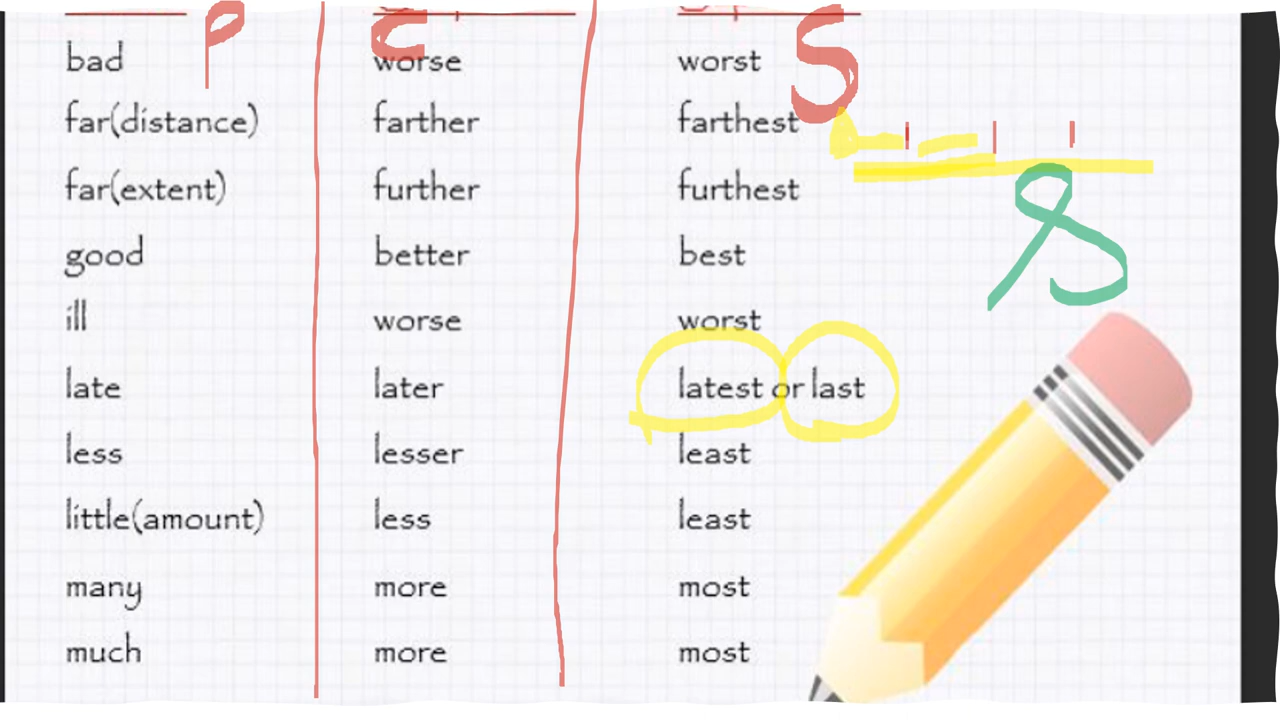 P C S
bad worse worst
far(distance) farther farthest
far(extent) further furthest
good better best
ill worse worst
late later latest or last
less lesser least
little(amount) less least
many more most
much more most